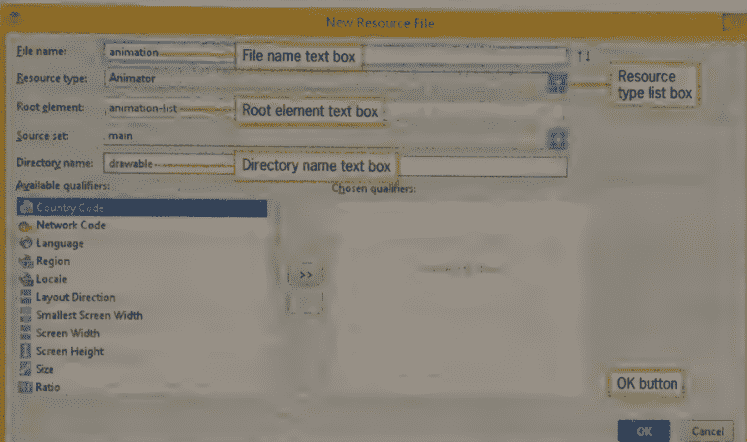 New Resource File
File name: animation File name text box
Resource type: Animator
Resource
type list box
Root element: animation-list Root element text box
Source set: main
Directory name: drawable Directory name text box
Available qualifiers: Chosen qualifiers:
Country Code
Network Code
Language
Region
Locale
Layout Direction
Smallest Screen Width
Screen Width
Screen Height
Size
Ratio
>>
OK button
OK Cancel